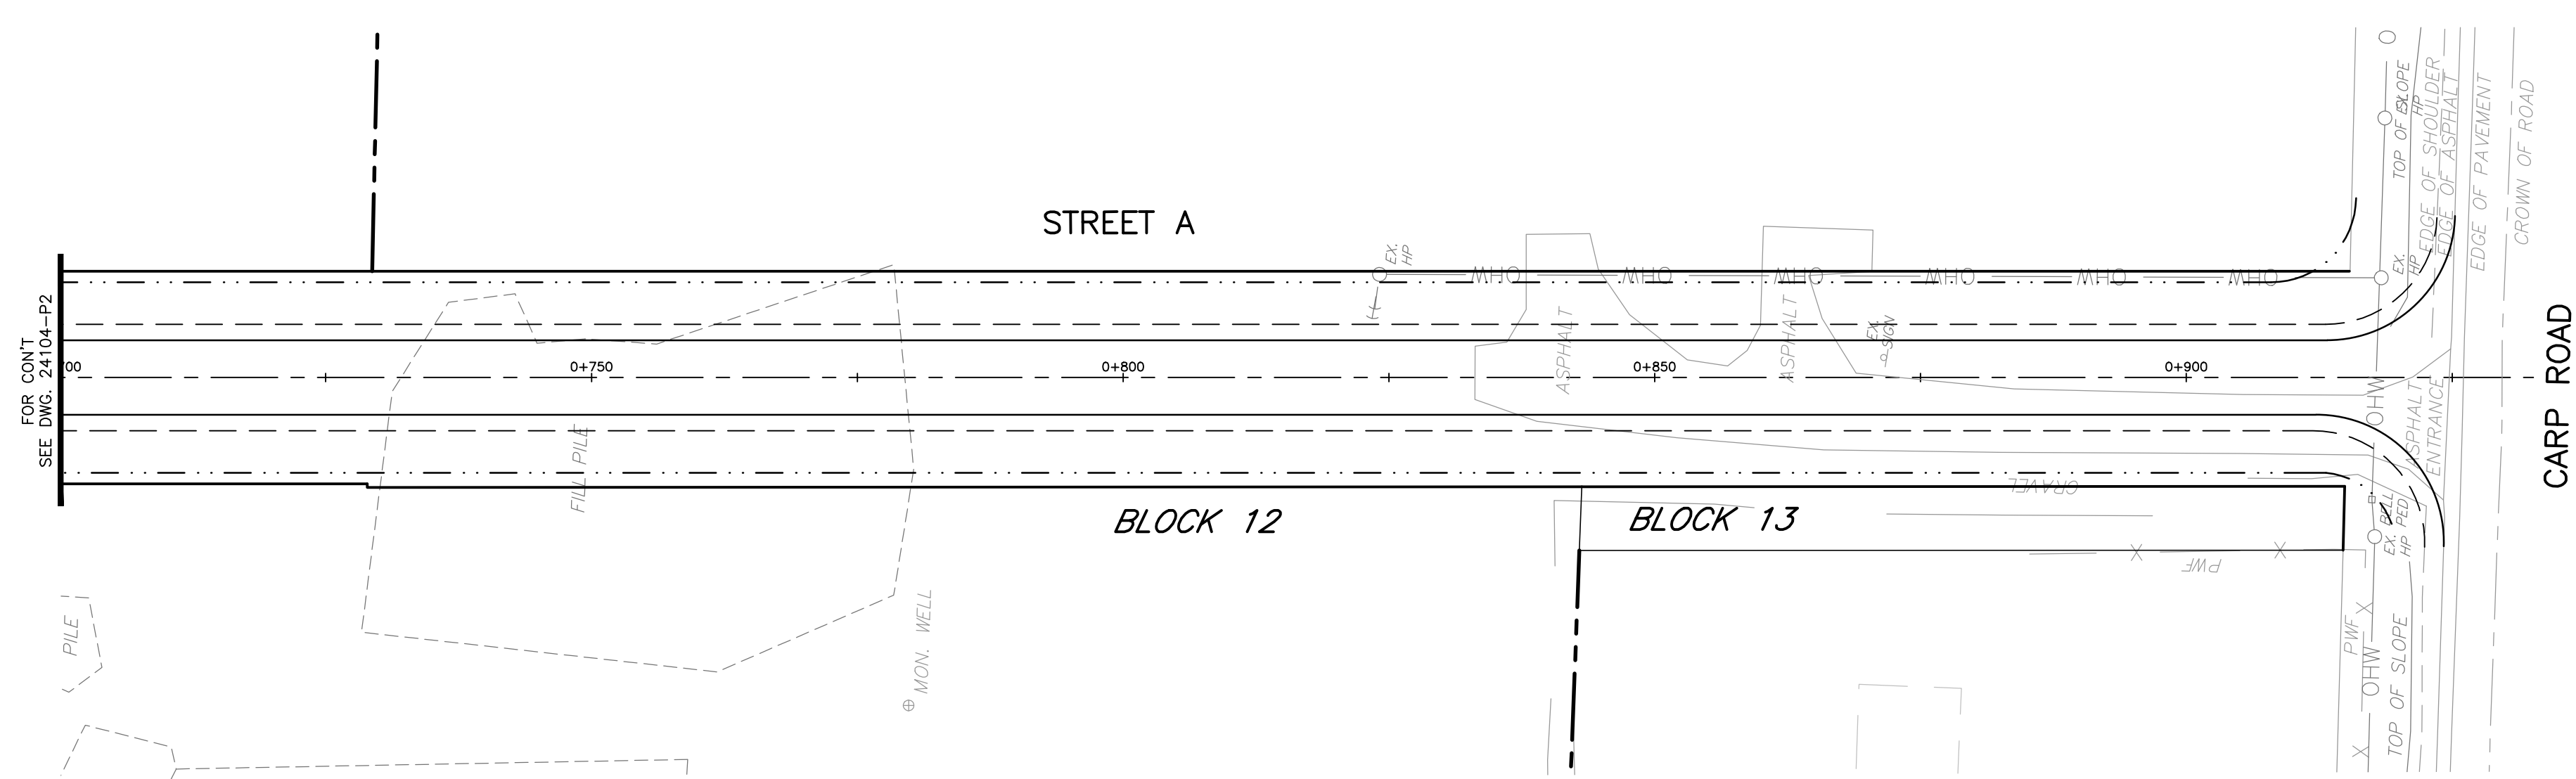 STREET A
FOR CON'T
SEE DWG. 24104-P2
00
0+750
0+800
0+850
0+900
BLOCK 12
BLOCK 13
CARP ROAD
FILL PILE
PILE
MON. WELL
EX.
HP
OHW
OHW
OHW
OHW
OHW
OHW
ASPHALT
ASPHALT
EX.
SIGN
GRAVEL
PWF
PWF
O
TOP OF SLOPE
EX.
HP
EDGE OF SHOULDER
EDGE OF ASPHALT
EDGE OF PAVEMENT
CROWN OF ROAD
EX.
HP
OHW
ASPHALT
ENTRANCE
BELL
PED
EX.
HP
OHW
TOP OF SLOPE
X
X
X
X